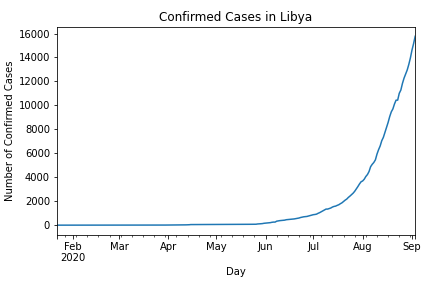 Confirmed Cases in Libya
Number of Confirmed Cases
16000
14000
12000
10000
8000
6000
4000
2000
0
Feb Mar Apr May Jun Jul Aug Sep
2020
Day